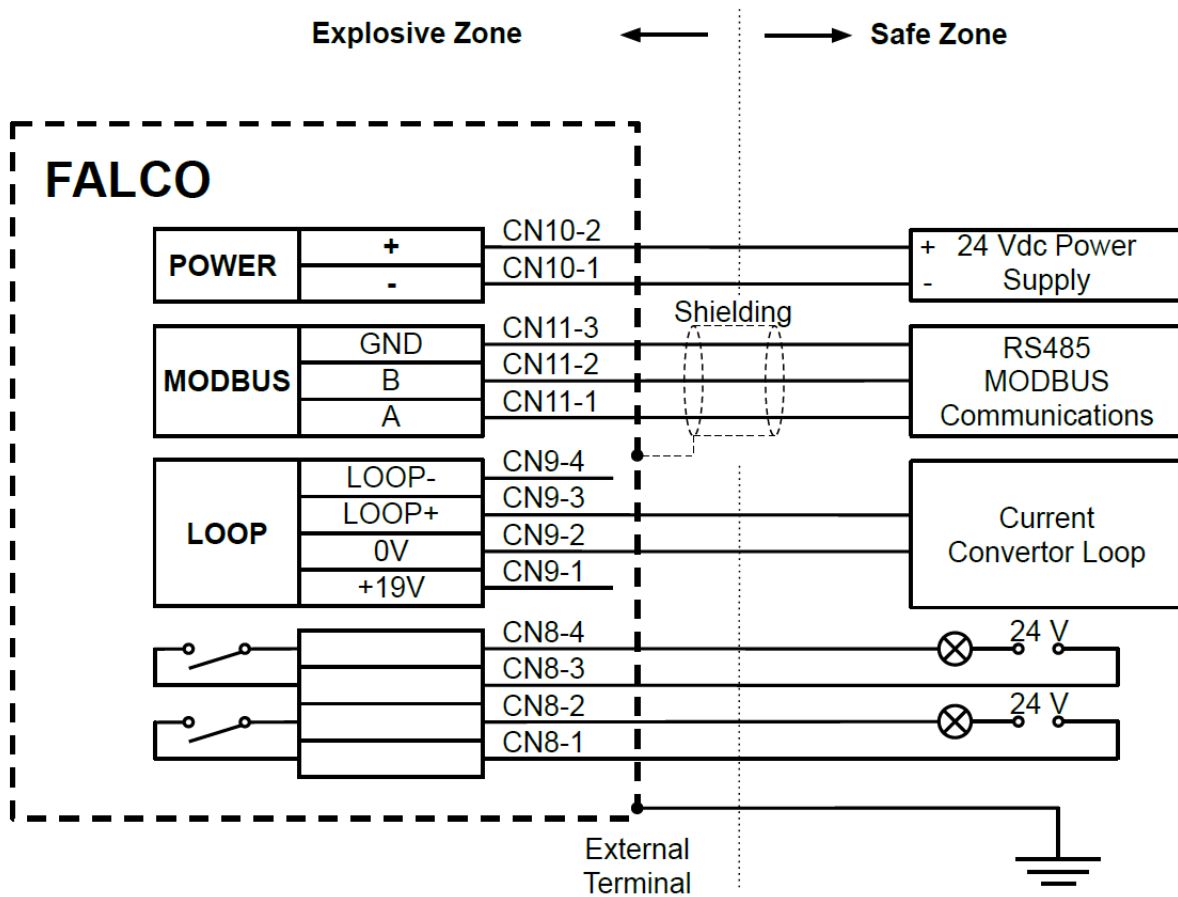 Explosive Zone
Safe Zone
FALCO
POWER
+
-
CN10-2
CN10-1
+
-
24 Vdc Power
Supply
Shielding
MODBUS
GND
B
A
CN11-3
CN11-2
CN11-1
RS485
MODBUS
Communications
LOOP
LOOP-
LOOP+
0V
+19V
CN9-4
CN9-3
CN9-2
CN9-1
Current
Convertor Loop
CN8-4
CN8-3
CN8-2
CN8-1
24 V
24 V
External
Terminal